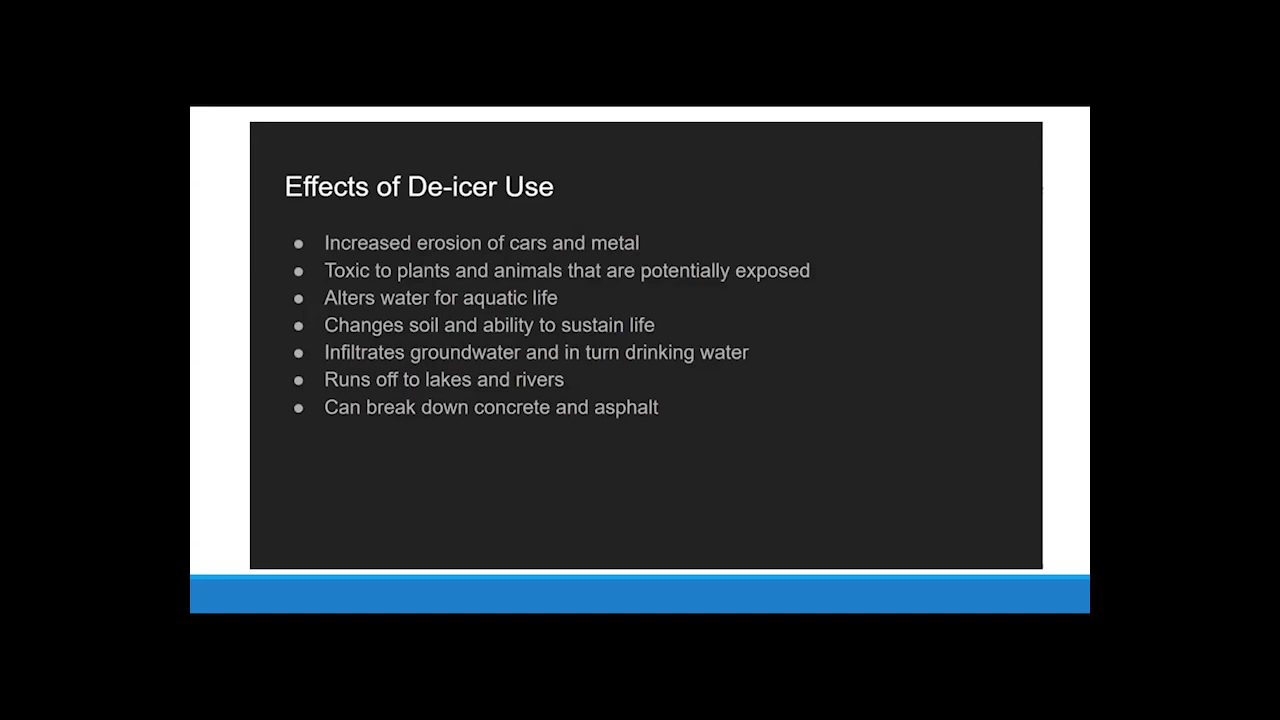 Effects of De-icer Use
● Increased erosion of cars and metal
● Toxic to plants and animals that are potentially exposed
● Alters water for aquatic life
● Changes soil and ability to sustain life
● Infiltrates groundwater and in turn drinking water
● Runs off to lakes and rivers
● Can break down concrete and asphalt